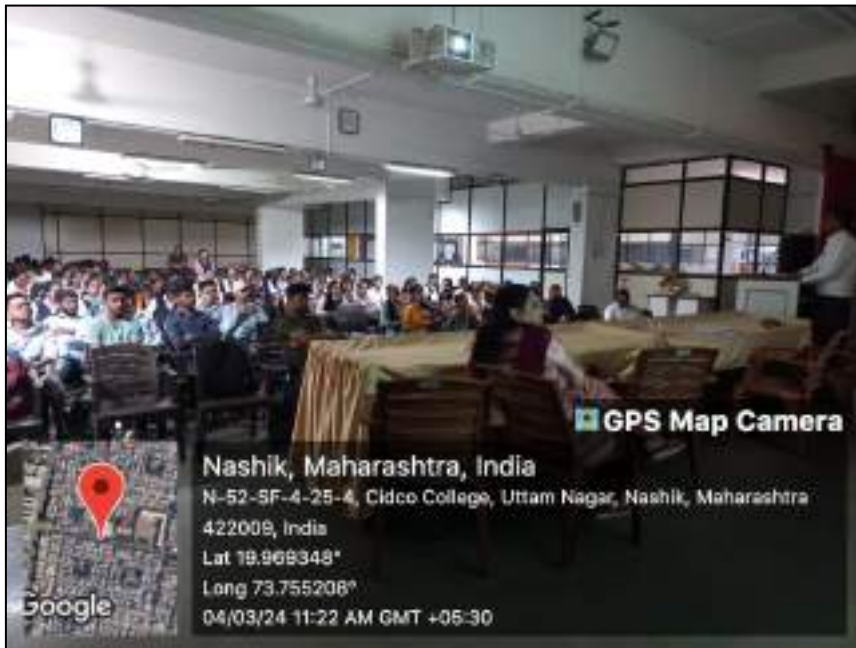 GPS Map Camera
Nashik, Maharashtra, India
N-52-SF-4-25-4, Cidco College, Uttam Nagar, Nashik, Maharashtra
422009, India
Lat 19.969348°
Long 73.755208°
04/03/24 11:22 AM GMT +05:30
Google